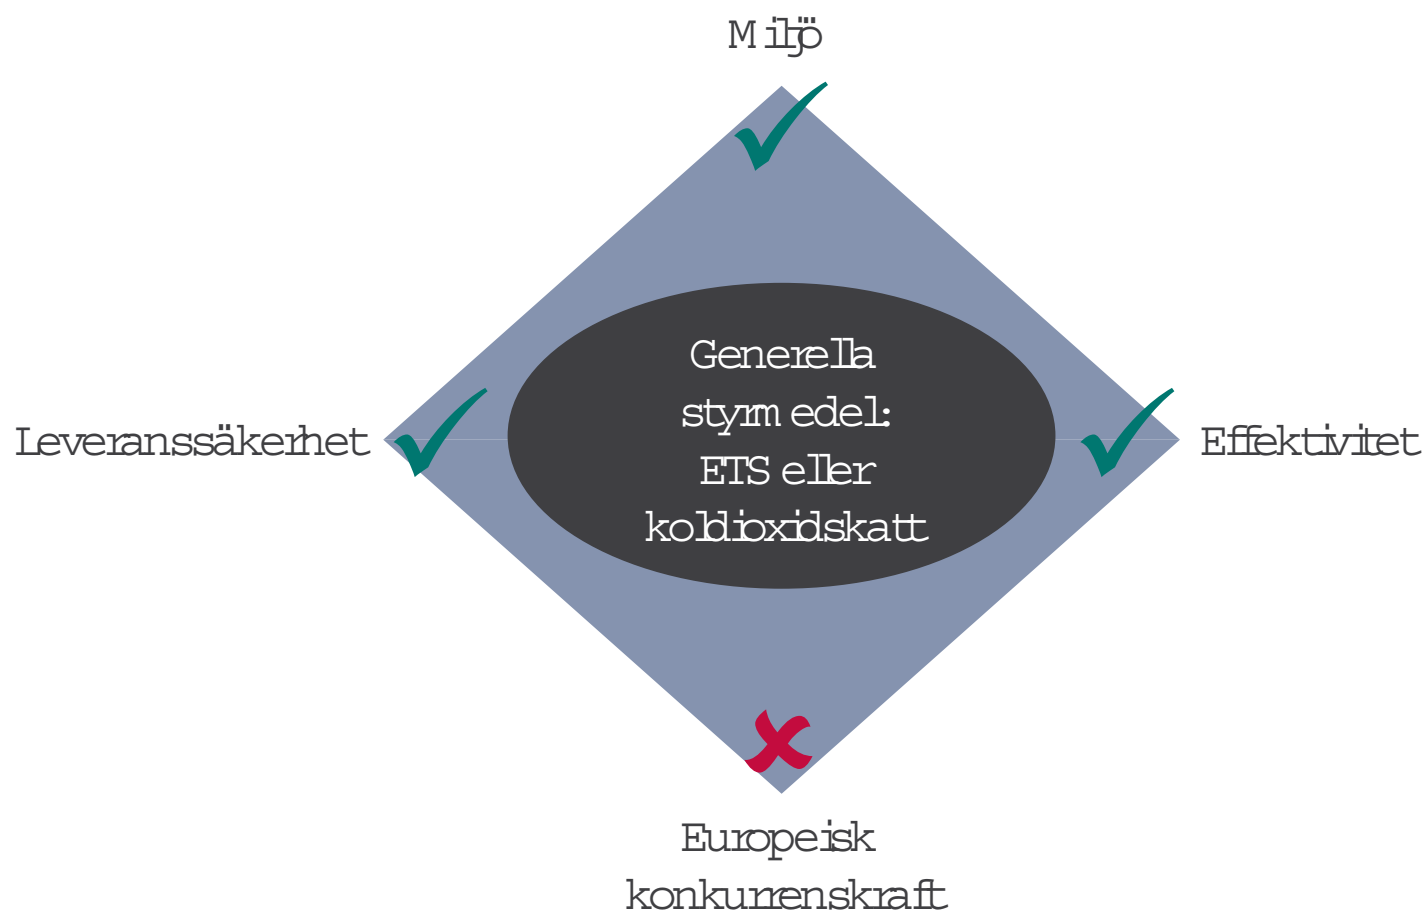 Miljö
Generella
styrmedel:
ETS eller
koldioxidskatt
Leveranssäkerhet
Effektivitet
Europeisk
konkurrenskraft